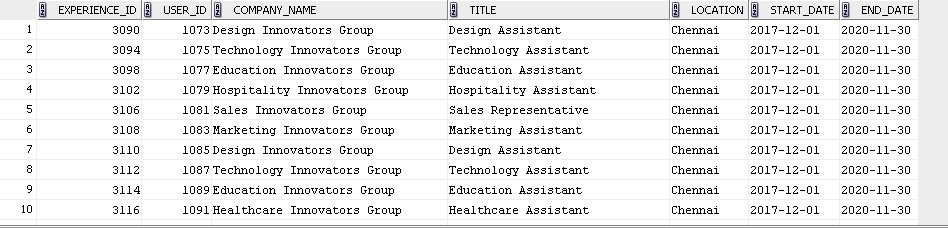 EXPERIENCE_ID USER_ID COMPANY_NAME TITLE LOCATION START_DATE END_DATE
1 3090 1073 Design Innovators Group Design Assistant Chennai 2017-12-01 2020-11-30
2 3094 1075 Technology Innovators Group Technology Assistant Chennai 2017-12-01 2020-11-30
3 3098 1077 Education Innovators Group Education Assistant Chennai 2017-12-01 2020-11-30
4 3102 1079 Hospitality Innovators Group Hospitality Assistant Chennai 2017-12-01 2020-11-30
5 3106 1081 Sales Innovators Group Sales Representative Chennai 2017-12-01 2020-11-30
6 3108 1083 Marketing Innovators Group Marketing Assistant Chennai 2017-12-01 2020-11-30
7 3110 1085 Design Innovators Group Design Assistant Chennai 2017-12-01 2020-11-30
8 3112 1087 Technology Innovators Group Technology Assistant Chennai 2017-12-01 2020-11-30
9 3114 1089 Education Innovators Group Education Assistant Chennai 2017-12-01 2020-11-30
10 3116 1091 Healthcare Innovators Group Healthcare Assistant Chennai 2017-12-01 2020-11-30